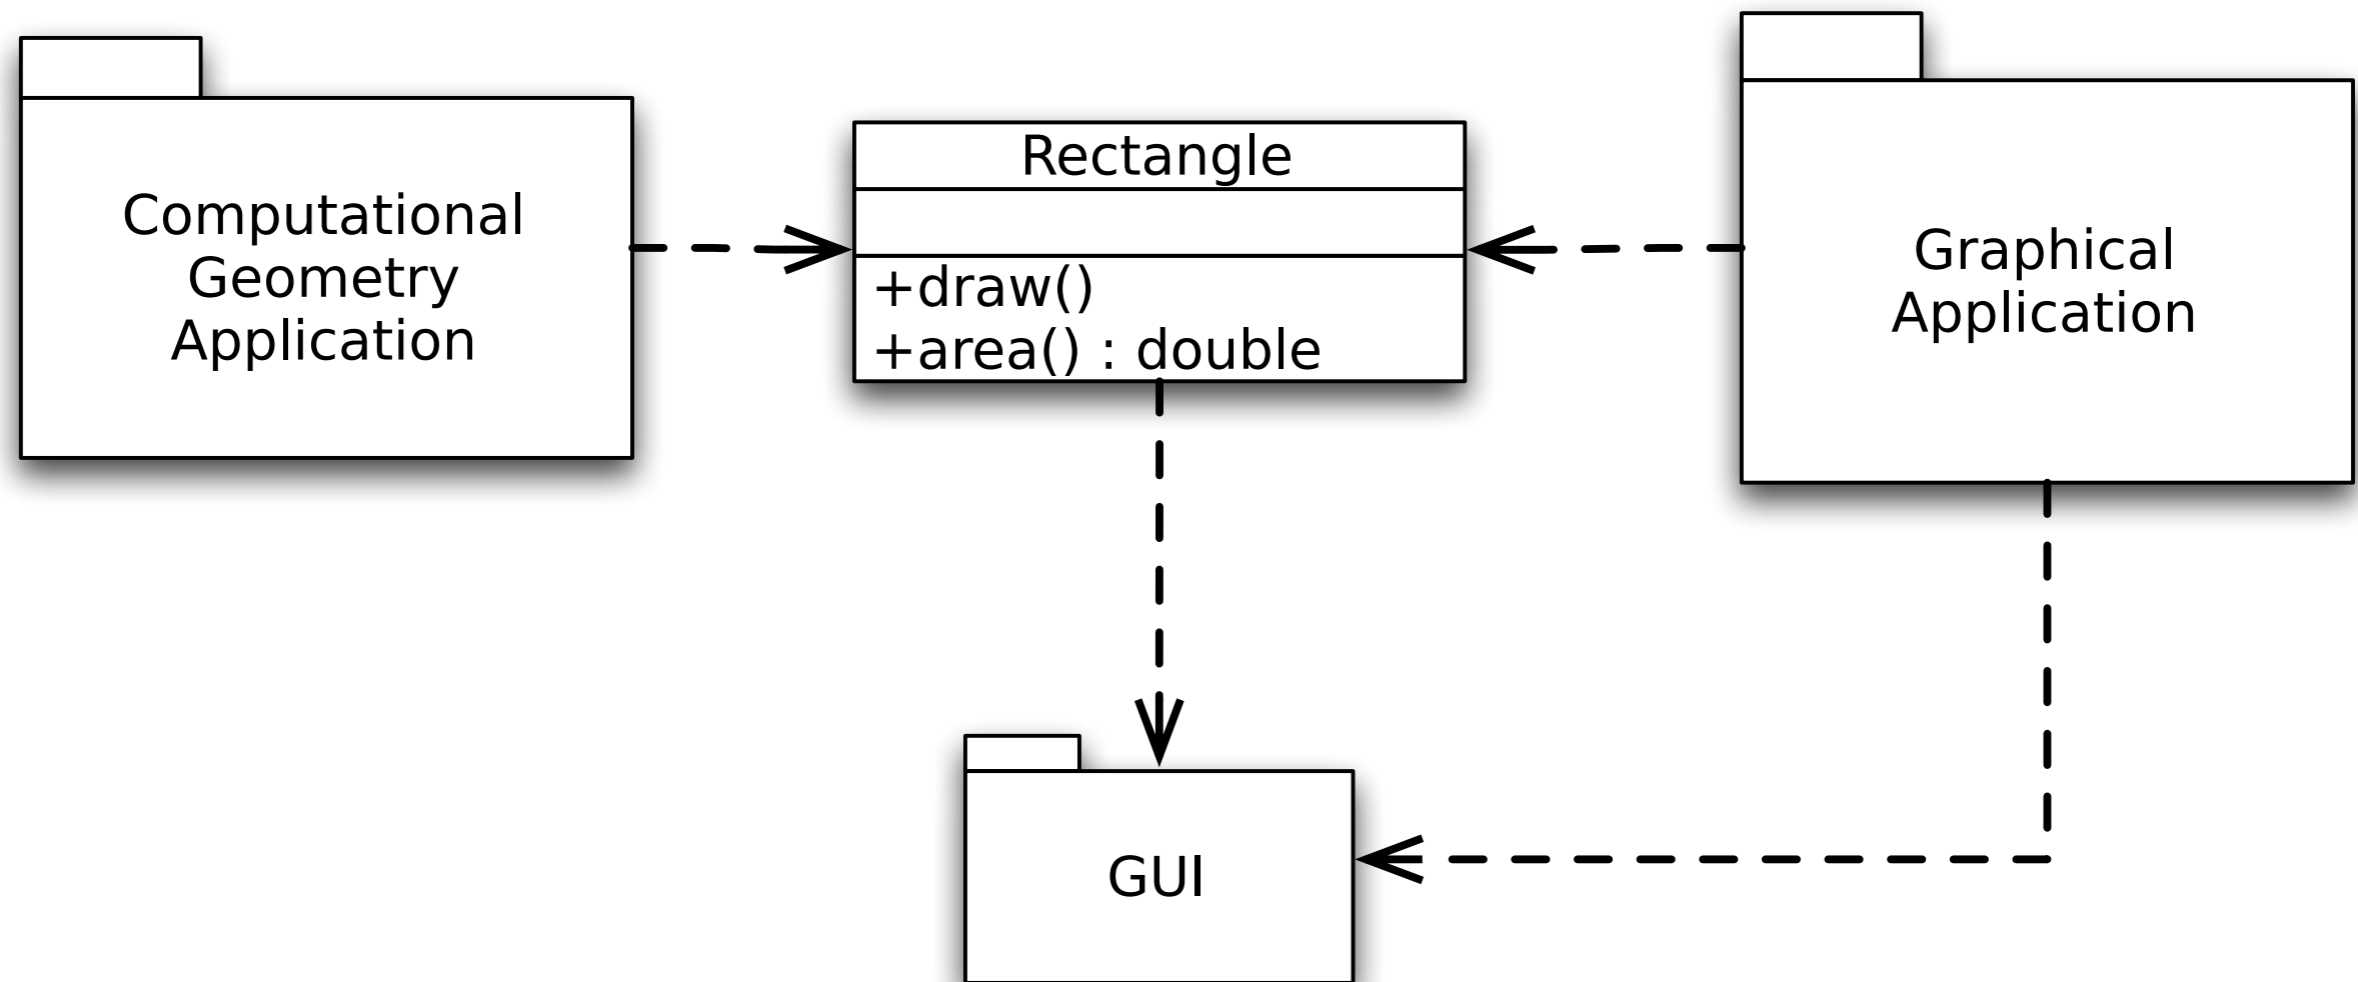 Computational
Geometry
Application
Rectangle
+draw()
+area() : double
Graphical
Application
GUI